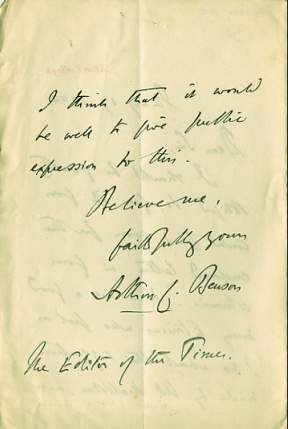 I think that it would
be well to give public
expression to this.
Believe me,
faithfully yours
Arthur C. Benson
The Editor of the Times.